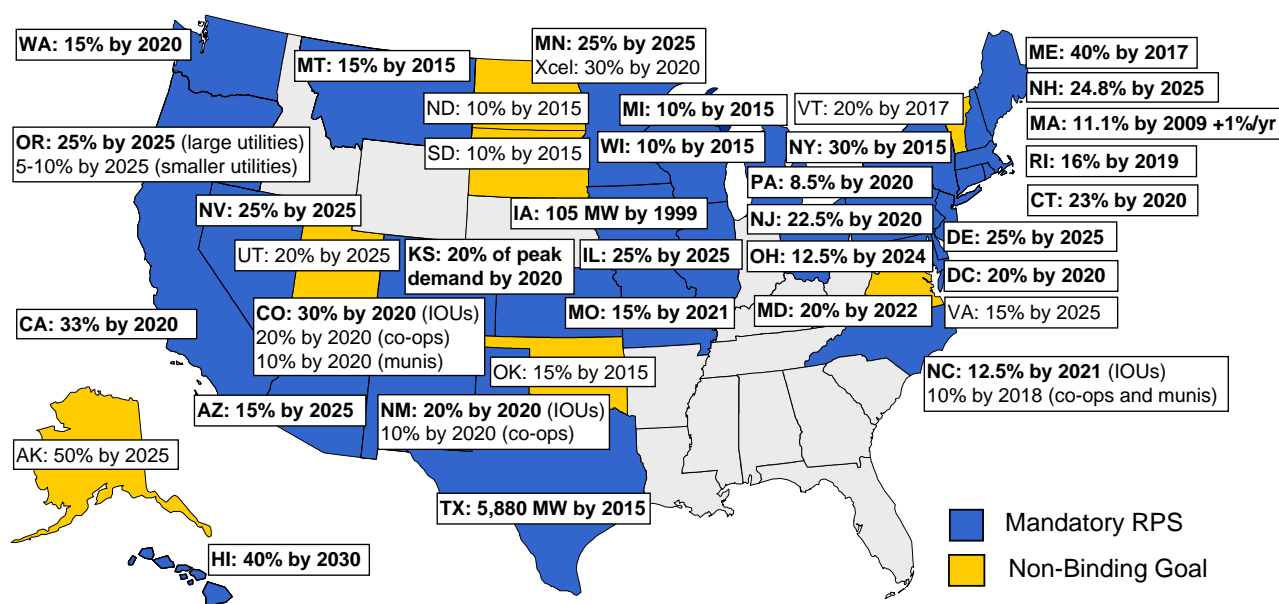 WA: 15% by 2020
MT: 15% by 2015
MN: 25% by 2025
Xcel: 30% by 2020
ME: 40% by 2017
NH: 24.8% by 2025
ND: 10% by 2015
MI: 10% by 2015
VT: 20% by 2017
MA: 11.1% by 2009 +1%/yr
OR: 25% by 2025 (large utilities)
5-10% by 2025 (smaller utilities)
SD: 10% by 2015
WI: 10% by 2015
NY: 30% by 2015
RI: 16% by 2019
PA: 8.5% by 2020
CT: 23% by 2020
NV: 25% by 2025
IA: 105 MW by 1999
NJ: 22.5% by 2020
DE: 25% by 2025
UT: 20% by 2025
KS: 20% of peak
demand by 2020
IL: 25% by 2025
OH: 12.5% by 2024
DC: 20% by 2020
CA: 33% by 2020
CO: 30% by 2020 (IOUs)
20% by 2020 (co-ops)
10% by 2020 (munis)
MO: 15% by 2021
MD: 20% by 2022
VA: 15% by 2025
OK: 15% by 2015
NC: 12.5% by 2021 (IOUs)
10% by 2018 (co-ops and munis)
AZ: 15% by 2025
NM: 20% by 2020 (IOUs)
10% by 2020 (co-ops)
AK: 50% by 2025
TX: 5,880 MW by 2015
HI: 40% by 2030
Mandatory RPS
Non-Binding Goal